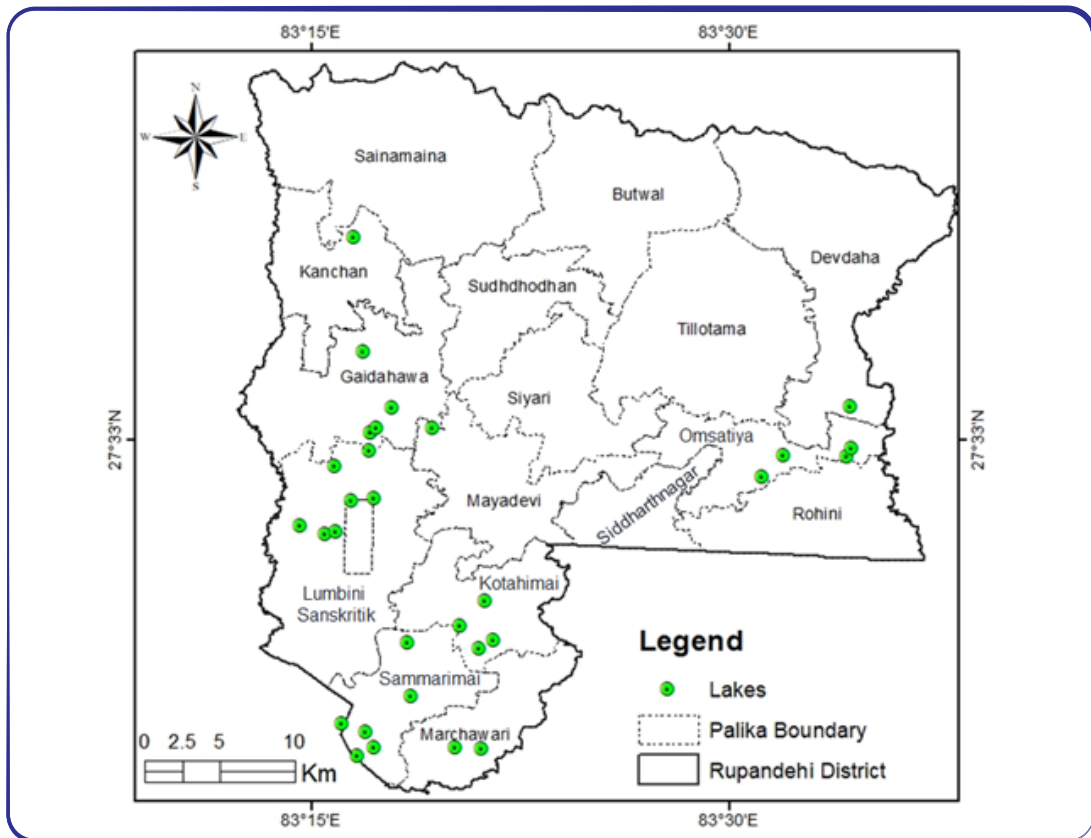 83°15'E 83°30'E
N
W E
S
Sainamaina
Butwal
Devdaha
Kanchan
Sudhdhodhan
Tillotama
Gaidahawa
Siyari
27°33'N 27°33'N
Omsatiya
Siddharthnagar
Mayadevi
Rohini
Kotahimai
Lumbini
Sanskritik
Legend
Lakes
Sammarimai
Palika Boundary
Marchawari
0 2.5 5 10
Km
Rupandehi District
83°15'E 83°30'E